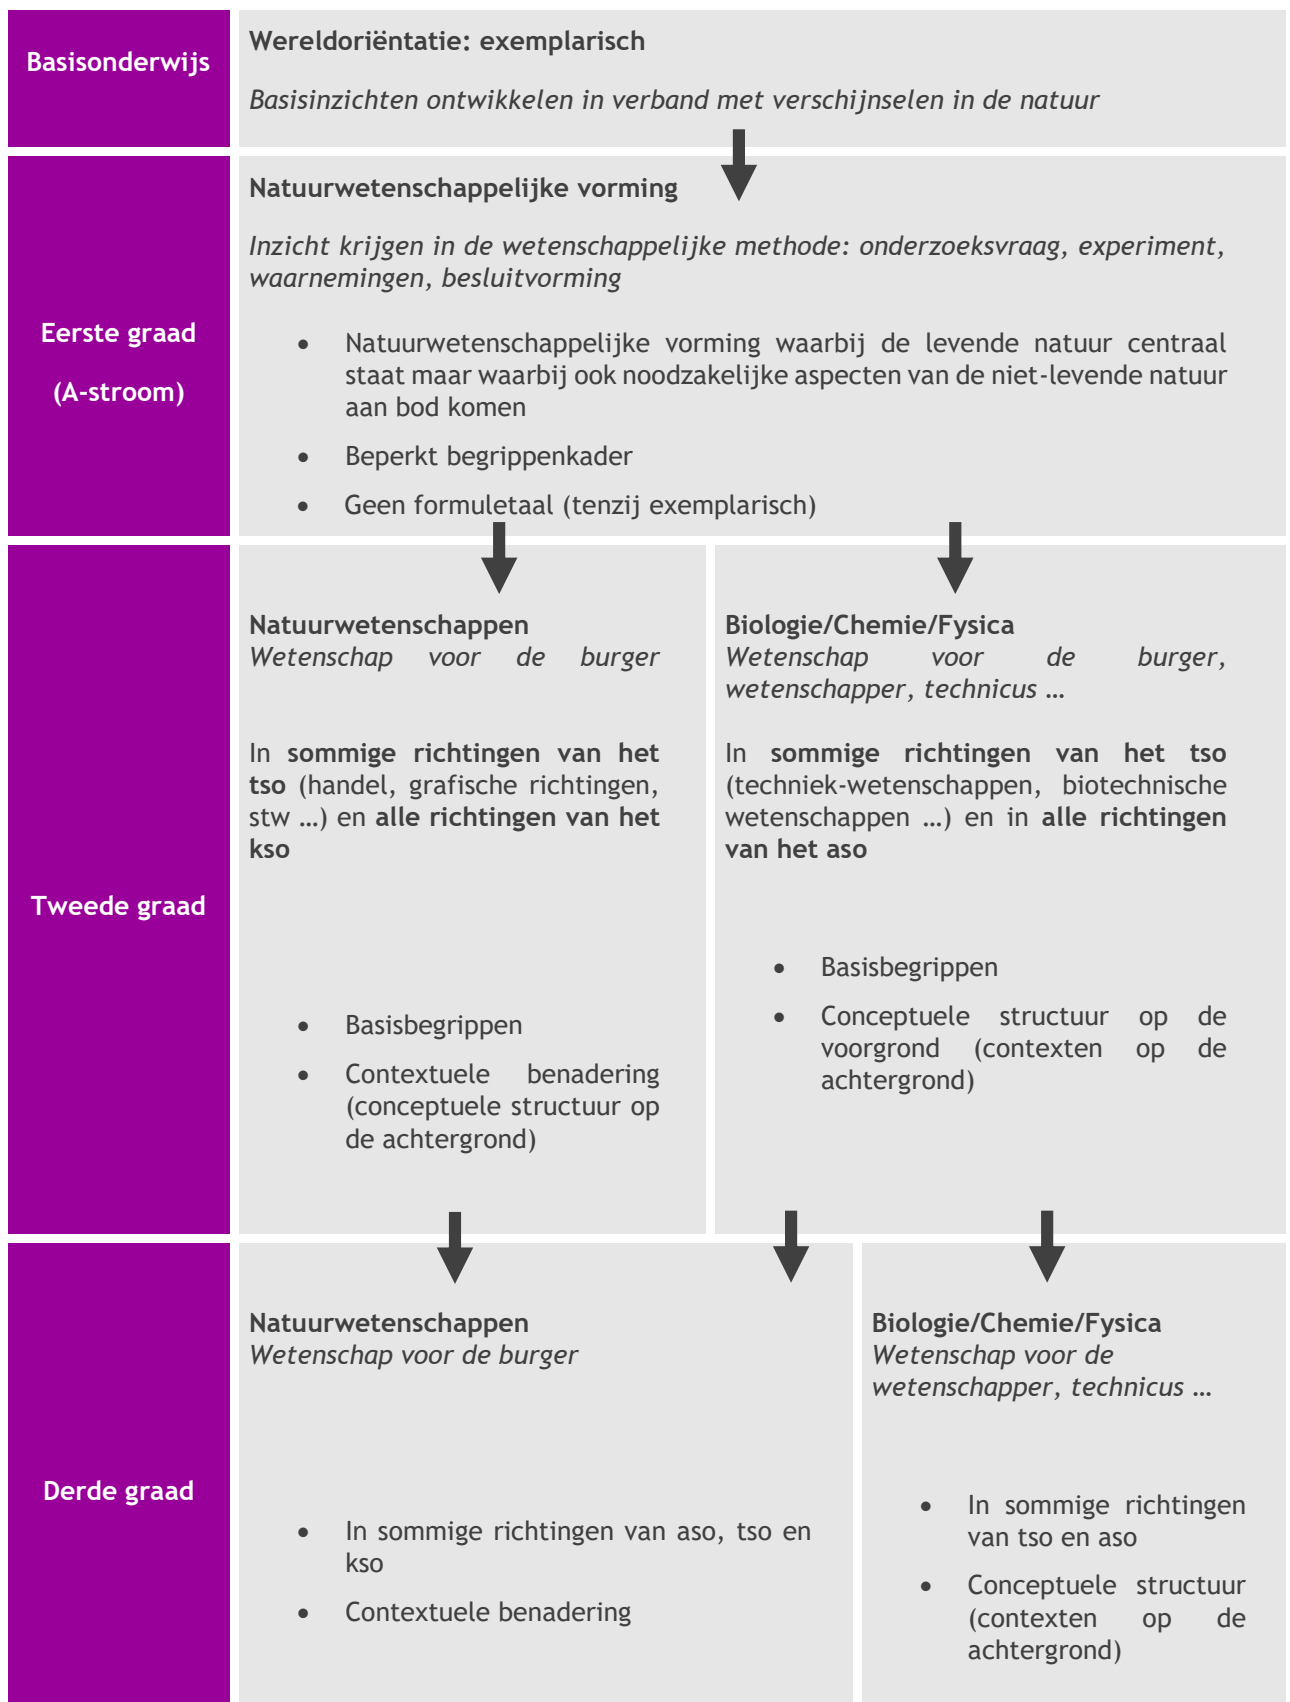 Basisonderwijs
Wereldoriëntatie: exemplarisch
Basisinzichten ontwikkelen in verband met verschijnselen in de natuur
Eerste graad
(A-stroom)
Natuurwetenschappelijke vorming
Inzicht krijgen in de wetenschappelijke methode: onderzoeksvraag, experiment,
waarnemingen, besluitvorming
• Natuurwetenschappelijke vorming waarbij de levende natuur centraal
staat maar waarbij ook noodzakelijke aspecten van de niet-levende natuur
aan bod komen
• Beperkt begrippenkader
• Geen formuletaal (tenzij exemplarisch)
Tweede graad
Natuurwetenschappen
Wetenschap voor de burger
In sommige richtingen van het
tso (handel, grafische richtingen,
stw …) en alle richtingen van het
kso
• Basisbegrippen
• Contextuele benadering
(conceptuele structuur op
de achtergrond)
Biologie/Chemie/Fysica
Wetenschap voor de burger,
wetenschapper, technicus …
In sommige richtingen van het tso
(techniek-wetenschappen, biotechnische
wetenschappen …) en in alle richtingen
van het aso
• Basisbegrippen
• Conceptuele structuur op de
voorgrond (contexten op de
achtergrond)
Derde graad
Natuurwetenschappen
Wetenschap voor de burger
• In sommige richtingen van aso, tso en
kso
• Contextuele benadering
Biologie/Chemie/Fysica
Wetenschap voor de
wetenschapper, technicus …
• In sommige richtingen
van tso en aso
• Conceptuele structuur
(contexten op de
achtergrond)